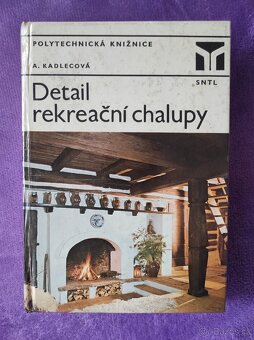 POLYTECHNICKÁ KNIŽNICE
A. KADLECOVÁ
SNTL
Detail
rekreační chalupy